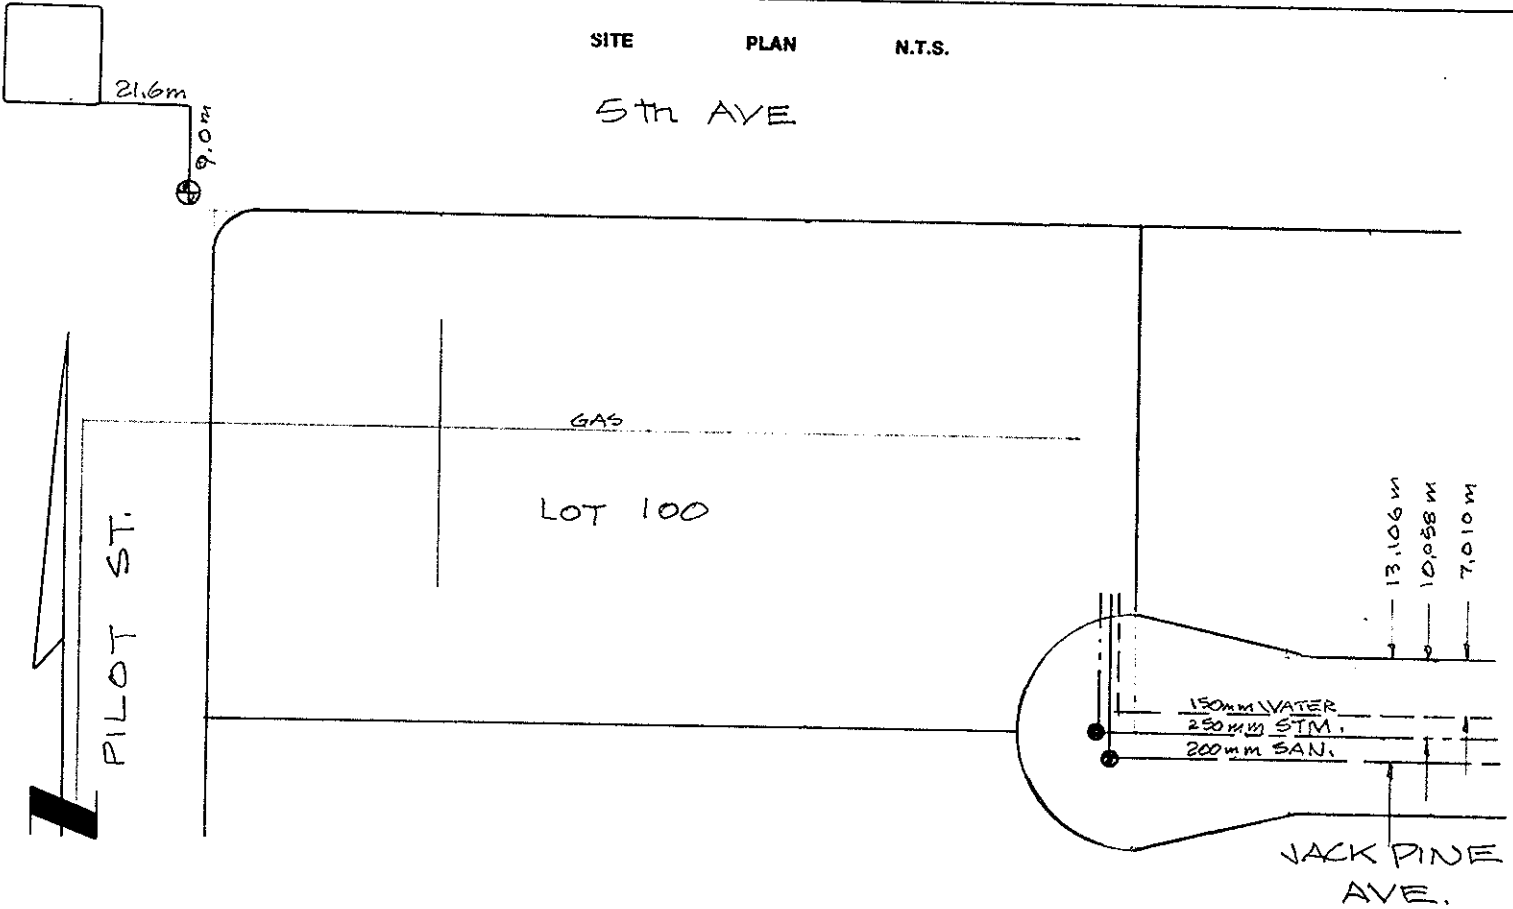 SITE PLAN N.T.S.
5th AVE
21.6m
9.0m
GAS
LOT 100
PILOT ST.
13,106m
10,058m
7,010m
150mm WATER
250mm STM.
200mm SAN.
JACK PINE
AVE.